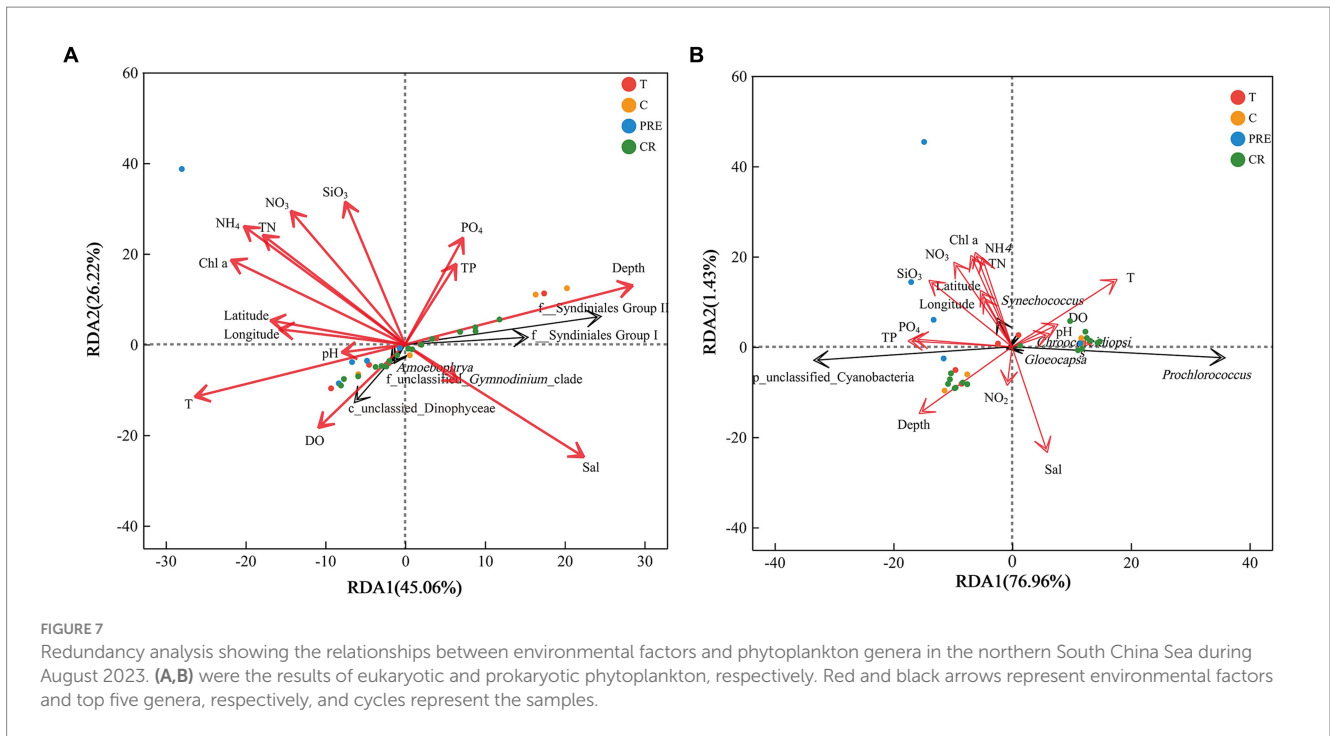 A
B
60
40
20
0
-20
-40
-30
-20
-10
0
10
20
30
RDA1(45.06%)
RDA2(26.22%)
T
C
PRE
CR
SiO₃
NO₃
NH₄
TN
Chl a
PO₄
TP
Depth
f__Syndiniales Group II
f__Syndiniales Group I
Latitude
Longitude
pH
Amoebophrya
f_unclassified_Gymnodinium_clade
c_unclassied_Dinophyceae
T
DO
Sal
60
40
20
0
-20
-40
-40
-20
0
20
40
RDA1(76.96%)
RDA2(1.43%)
T
C
PRE
CR
Chl a
NH4
NO₃
TN
SiO₃
Latitude
Longitude
Synechococcus
T
DO
pH
PO₄
TP
Gloeocapsa
p_unclassified_Cyanobacteria
Prochlorococcus
NO₂
Depth
Sal
FIGURE 7
Redundancy analysis showing the relationships between environmental factors and phytoplankton genera in the northern South China Sea during
August 2023. (A,B) were the results of eukaryotic and prokaryotic phytoplankton, respectively. Red and black arrows represent environmental factors
and top five genera, respectively, and cycles represent the samples.